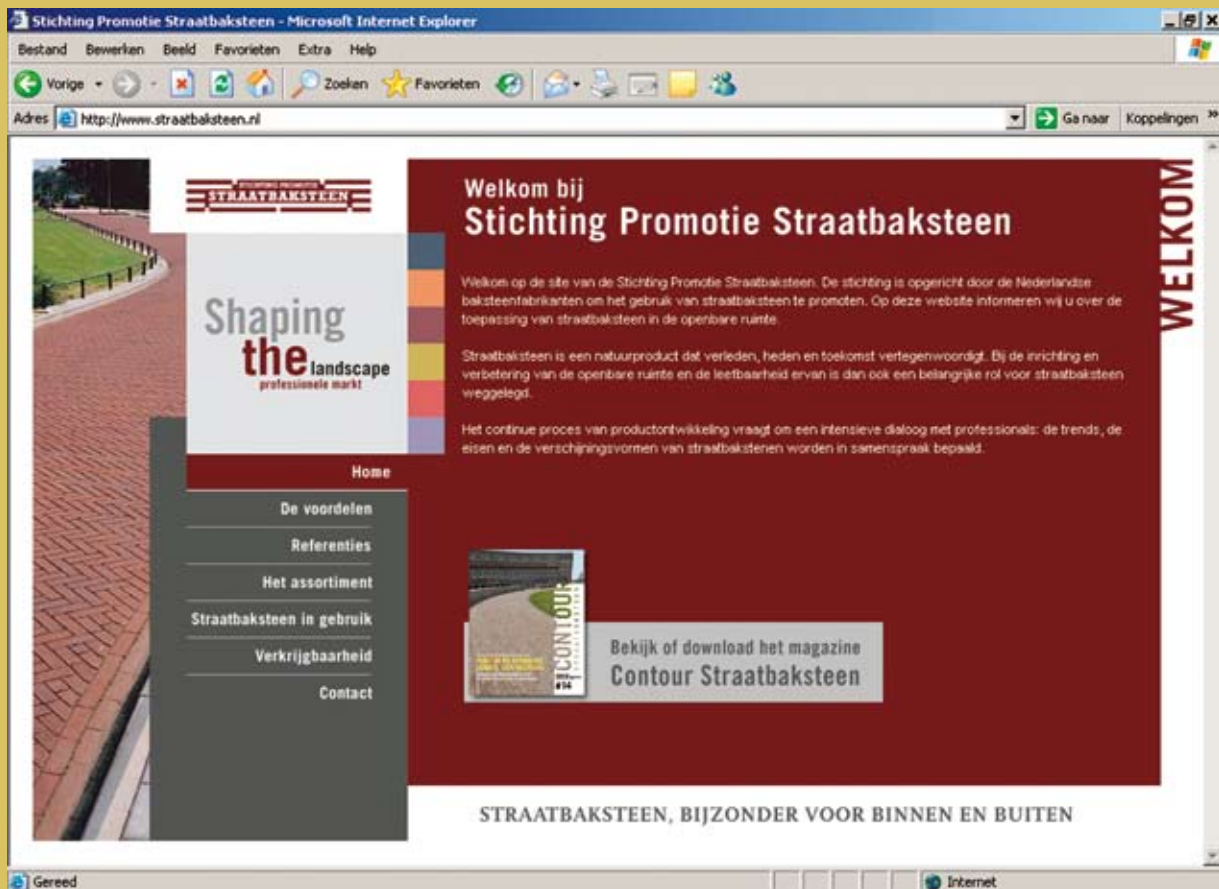 Stichting Promotie Straatbaksteen - Microsoft Internet Explorer
Bestand Bewerken Beeld Favorieten Extra Help
Vorige Zoeken Favorieten
Adres http://www.straatbaksteen.nl Ga naar Koppelingen »
STICHTING PROMOTIE
STRAATBAKSTEEN
Shaping
the landscape
professionele markt
Home
De voordelen
Referenties
Het assortiment
Straatbaksteen in gebruik
Verkrijgbaarheid
Contact
Welkom bij
Stichting Promotie Straatbaksteen
Welkom op de site van de Stichting Promotie Straatbaksteen. De stichting is opgericht door de Nederlandse
baksteenfabrikanten om het gebruik van straatbaksteen te promoten. Op deze website informeren wij u over de
toepassing van straatbaksteen in de openbare ruimte.
Straatbaksteen is een natuurproduct dat verleden, heden en toekomst vertegenwoordigt. Bij de inrichting en
verbetering van de openbare ruimte en de leefbaarheid ervan is dan ook een belangrijke rol voor straatbaksteen
weggelegd.
Het continue proces van productontwikkeling vraagt om een intensieve dialoog met professionals: de trends, de
eisen en de verschijningsvormen van straatbakstenen worden in samenspraak bepaald.
WELKOM
CONTOUR
STRAATBAKSTEEN
#14
Bekijk of download het magazine
Contour Straatbaksteen
STRAATBAKSTEEN, BIJZONDER VOOR BINNEN EN BUITEN
Gereed Internet